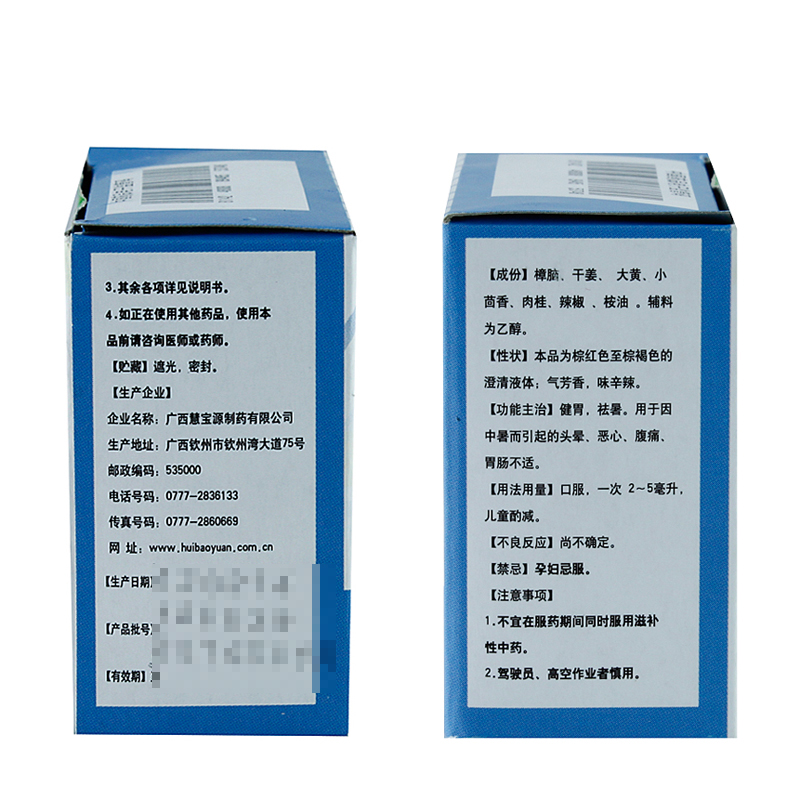 3.其余各项详见说明书。
4.如正在使用其他药品，使用本
品前请咨询医师或药师。
【贮藏】遮光，密封。
【生产企业】
企业名称：广西慧宝源制药有限公司
生产地址：广西钦州市钦州湾大道75号
邮政编码：535000
电话号码：0777-2836133
传真号码：0777-2860669
网 址：www.huibaoyuan.com.cn
【生产日期】
【产品批号】
【有效期】
【成份】樟脑、干姜、 大黄、小
茴香、肉桂、辣椒 、桉油 。辅料
为乙醇。
【性状】本品为棕红色至棕褐色的
澄清液体；气芳香，味辛辣。
【功能主治】健胃，祛暑。用于因
中暑而引起的头晕、恶心、腹痛、
胃肠不适。
【用法用量】口服，一次 2～5毫升，
儿童酌减。
【不良反应】尚不确定。
【禁忌】孕妇忌服。
【注意事项】
1.不宜在服药期间同时服用滋补
性中药。
2.驾驶员、高空作业者慎用。